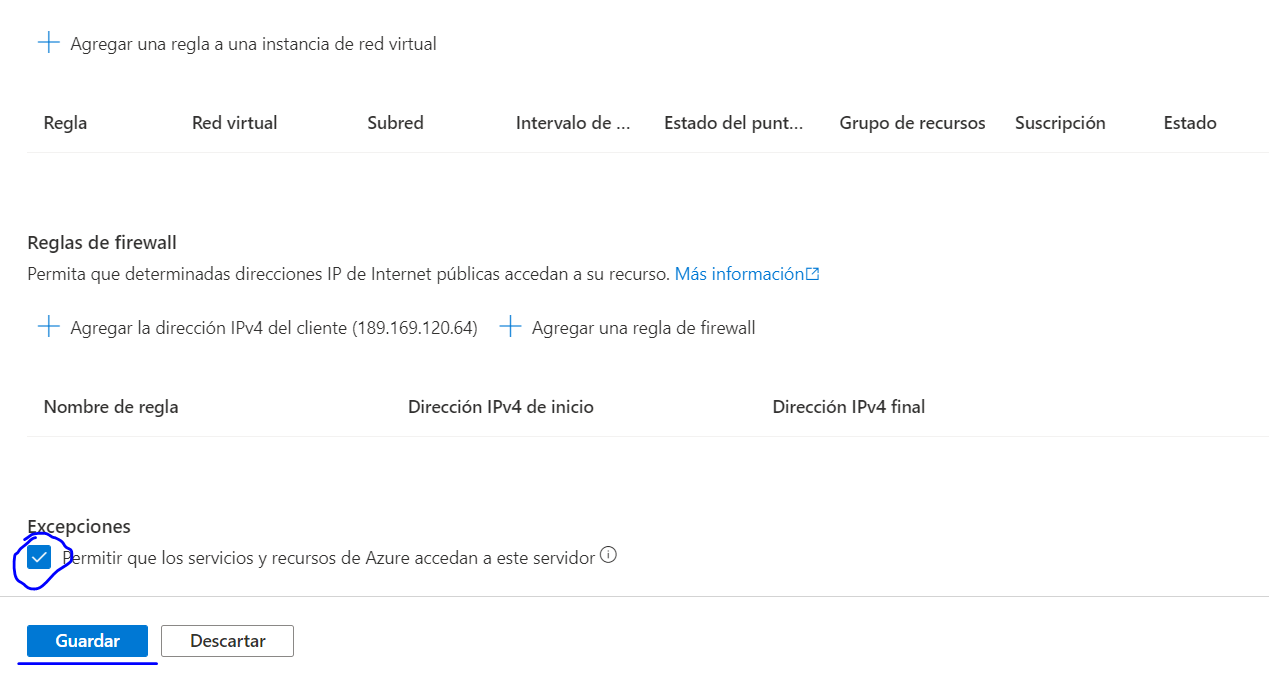 Agregar una regla a una instancia de red virtual
Regla Red virtual Subred Intervalo de ... Estado del punt... Grupo de recursos Suscripción Estado
Reglas de firewall
Permita que determinadas direcciones IP de Internet públicas accedan a su recurso. Más información
Agregar la dirección IPv4 del cliente (189.169.120.64) Agregar una regla de firewall
Nombre de regla Dirección IPv4 de inicio Dirección IPv4 final
Excepciones
Permitir que los servicios y recursos de Azure accedan a este servidor
Guardar Descartar